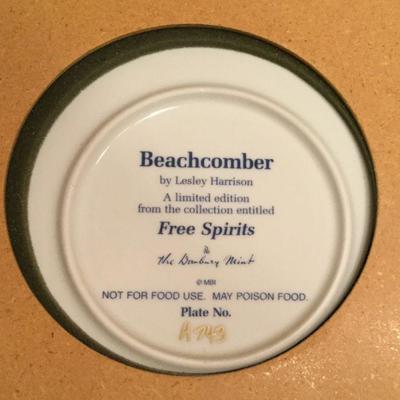 Beachcomber
by Lesley Harrison
A limited edition
from the collection entitled
Free Spirits
The Danbury Mint
© MBI
NOT FOR FOOD USE. MAY POISON FOOD.
Plate No.
A 943